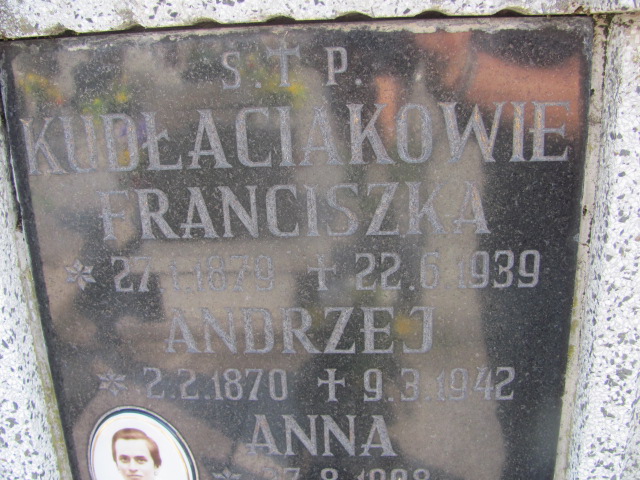 Ś.†P.
KUDŁACIAKOWIE
FRANCISZKA
* 27.1.1879 † 22.6.1939
ANDRZEJ
* 2.2.1870 † 9.3.1942
ANNA